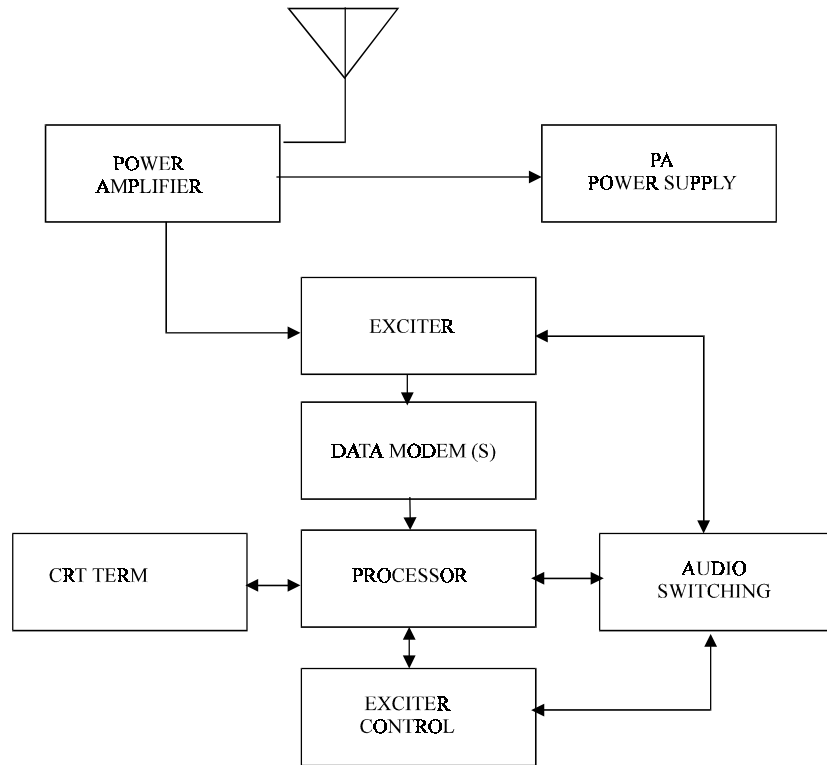 POWER
AMPLIFIER
PA
POWER SUPPLY
EXCITER
DATA MODEM (S)
CRT TERM
PROCESSOR
AUDIO
SWITCHING
EXCITER
CONTROL